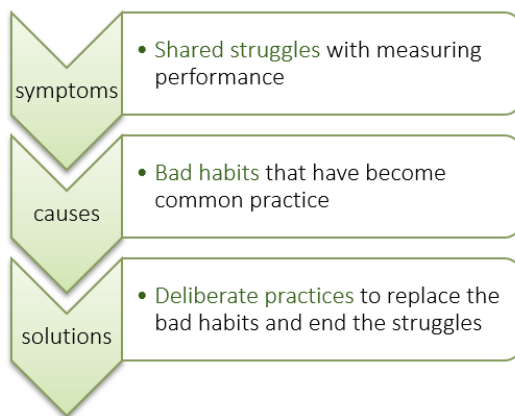 symptoms
• Shared struggles with measuring
performance
causes
• Bad habits that have become
common practice
solutions
• Deliberate practices to replace the
bad habits and end the struggles